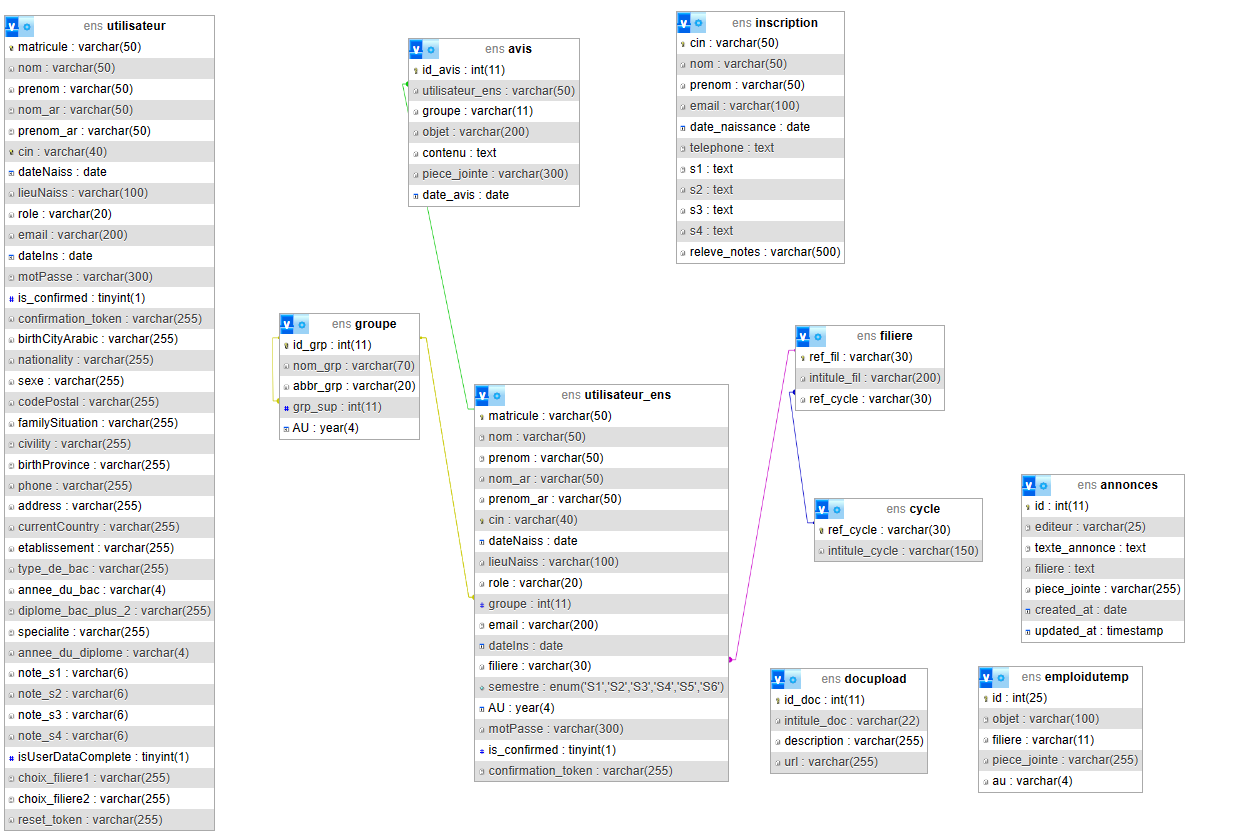 ens utilisateur
matricule : varchar(50)
nom : varchar(50)
prenom : varchar(50)
nom_ar : varchar(50)
prenom_ar : varchar(50)
cin : varchar(40)
dateNaiss : date
lieuNaiss : varchar(100)
role : varchar(20)
email : varchar(200)
dateIns : date
motPasse : varchar(300)
is_confirmed : tinyint(1)
confirmation_token : varchar(255)
birthCityArabic : varchar(255)
nationality : varchar(255)
sexe : varchar(255)
codePostal : varchar(255)
familySituation : varchar(255)
civility : varchar(255)
birthProvince : varchar(255)
phone : varchar(255)
address : varchar(255)
currentCountry : varchar(255)
etablissement : varchar(255)
type_de_bac : varchar(255)
annee_du_bac : varchar(4)
diplome_bac_plus_2 : varchar(255)
specialite : varchar(255)
annee_du_diplome : varchar(4)
note_s1 : varchar(6)
note_s2 : varchar(6)
note_s3 : varchar(6)
note_s4 : varchar(6)
isUserDataComplete : tinyint(1)
choix_filiere1 : varchar(255)
choix_filiere2 : varchar(255)
reset_token : varchar(255)
ens avis
id_avis : int(11)
utilisateur_ens : varchar(50)
groupe : varchar(11)
objet : varchar(200)
contenu : text
piece_jointe : varchar(300)
date_avis : date
ens inscription
cin : varchar(50)
nom : varchar(50)
prenom : varchar(50)
email : varchar(100)
date_naissance : date
telephone : text
s1 : text
s2 : text
s3 : text
s4 : text
releve_notes : varchar(500)
ens groupe
id_grp : int(11)
nom_grp : varchar(70)
abbr_grp : varchar(20)
grp_sup : int(11)
AU : year(4)
ens utilisateur_ens
matricule : varchar(50)
nom : varchar(50)
prenom : varchar(50)
nom_ar : varchar(50)
prenom_ar : varchar(50)
cin : varchar(40)
dateNaiss : date
lieuNaiss : varchar(100)
role : varchar(20)
groupe : int(11)
email : varchar(200)
dateIns : date
filiere : varchar(30)
semestre : enum('S1','S2','S3','S4','S5','S6')
AU : year(4)
motPasse : varchar(300)
is_confirmed : tinyint(1)
confirmation_token : varchar(255)
ens filiere
ref_fil : varchar(30)
intitule_fil : varchar(200)
ref_cycle : varchar(30)
ens cycle
ref_cycle : varchar(30)
intitule_cycle : varchar(150)
ens annonces
id : int(11)
editeur : varchar(25)
texte_annonce : text
filiere : text
piece_jointe : varchar(255)
created_at : date
updated_at : timestamp
ens docupload
id_doc : int(11)
intitule_doc : varchar(22)
description : varchar(255)
url : varchar(255)
ens emploidutemp
id : int(25)
objet : varchar(100)
filiere : varchar(11)
piece_jointe : varchar(255)
au : varchar(4)